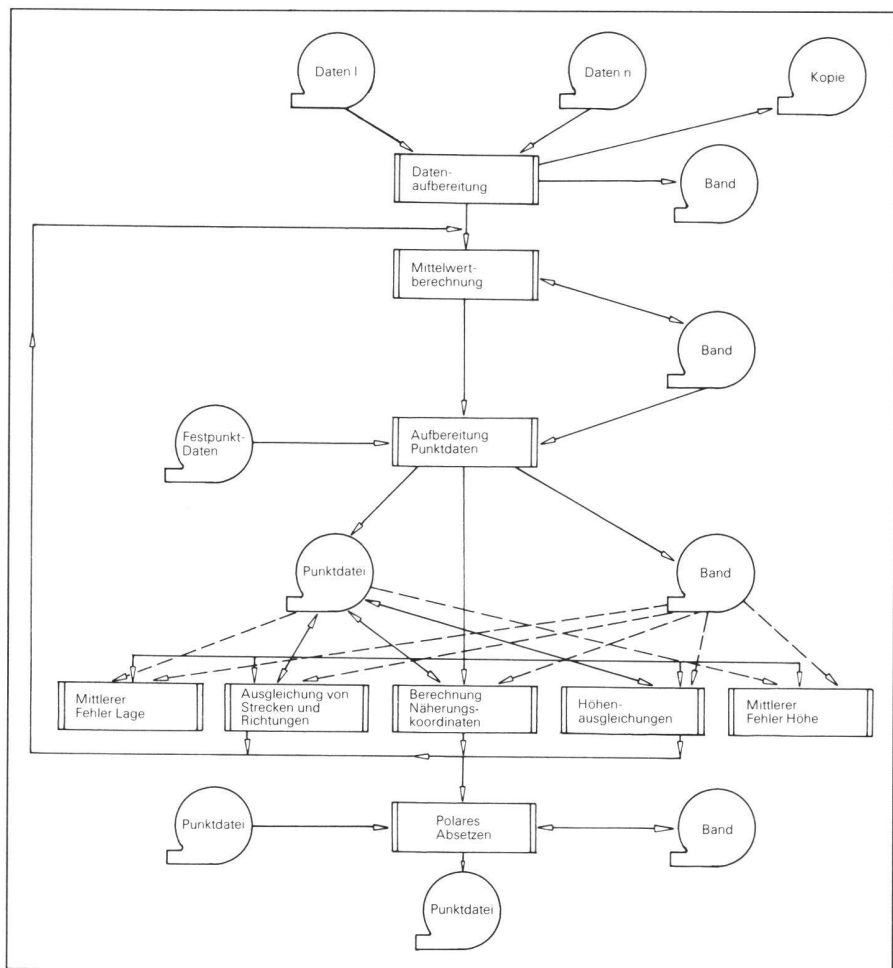 Daten I
Daten n
Kopie
Daten-
aufbereitung
Band
Mittelwert-
berechnung
Band
Festpunkt-
Daten
Aufbereitung
Punktdaten
Punktdatei
Band
Mittlerer
Fehler Lage
Ausgleichung von
Strecken und
Richtungen
Berechnung
Näherungs-
koordinaten
Höhen-
ausgleichungen
Mittlerer
Fehler Höhe
Punktdatei
Polares
Absetzen
Band
Punktdatei